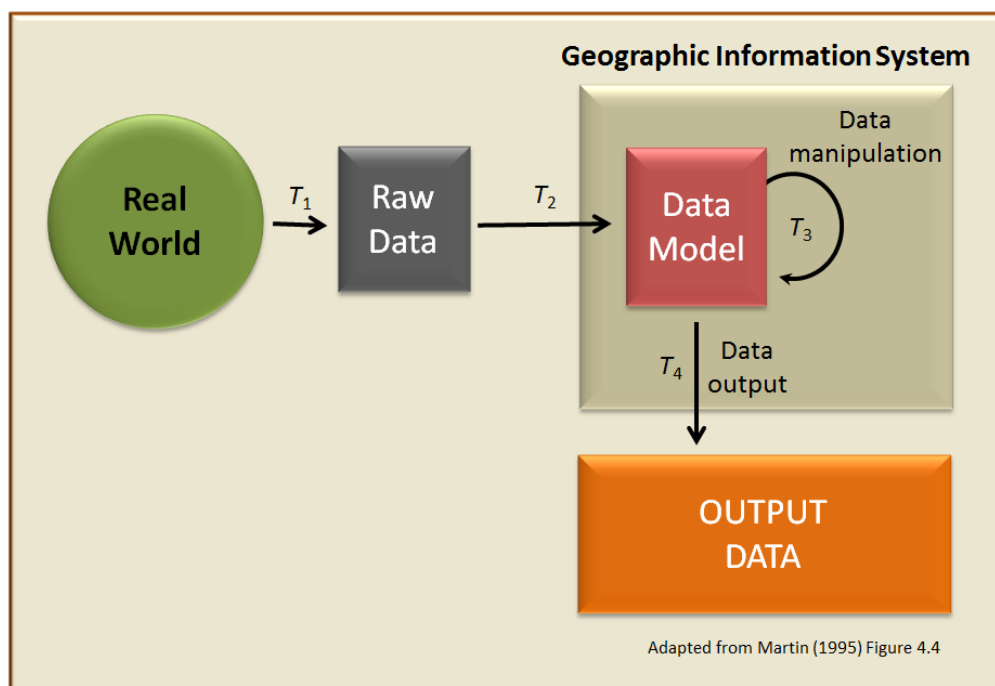 Geographic Information System
Real
World
T1
Raw
Data
T2
Data
Model
Data
manipulation
T3
T4
Data
output
OUTPUT
DATA
Adapted from Martin (1995) Figure 4.4